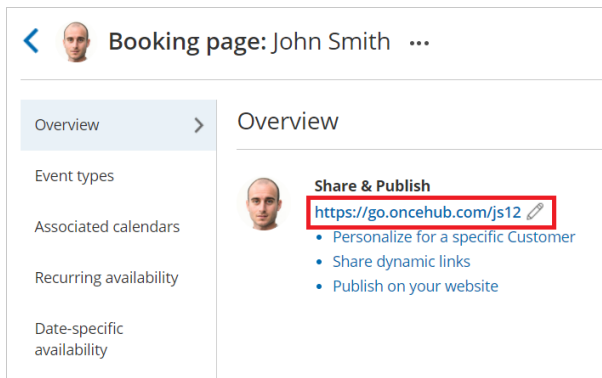 Booking page: John Smith ...
Overview
Event types
Associated calendars
Recurring availability
Date-specific
availability
Overview
Share & Publish
https://go.oncehub.com/js12
Personalize for a specific Customer
Share dynamic links
Publish on your website